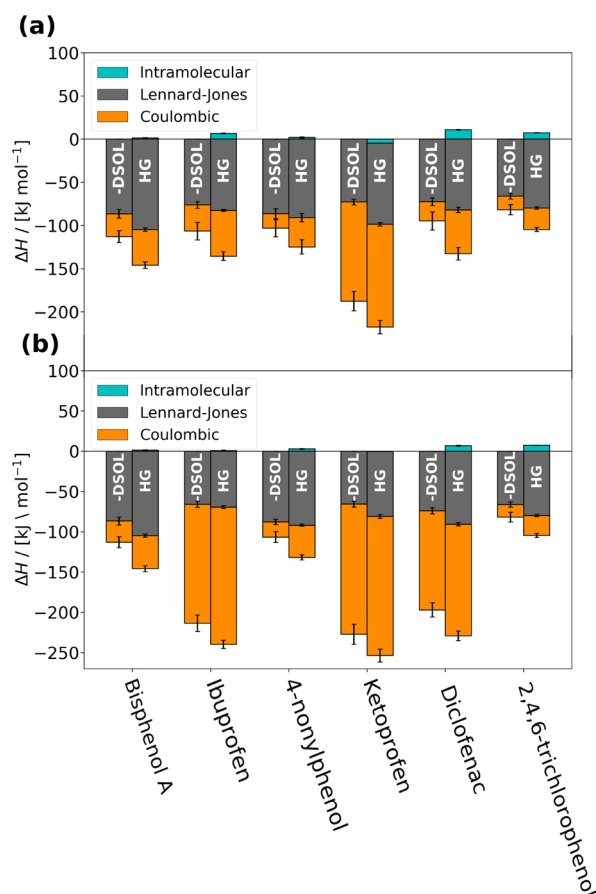 (a)
100
50
0
−50
−100
−150
−200
ΔH / [kJ mol⁻¹]
Intramolecular
Lennard-Jones
Coulombic
-DSOL
HG
-DSOL
HG
-DSOL
HG
-DSOL
HG
-DSOL
HG
-DSOL
HG
(b)
100
50
0
−50
−100
−150
−200
−250
ΔH / [kJ \ mol⁻¹]
Intramolecular
Lennard-Jones
Coulombic
-DSOL
HG
-DSOL
HG
-DSOL
HG
-DSOL
HG
-DSOL
HG
-DSOL
HG
Bisphenol A
Ibuprofen
4-nonylphenol
Ketoprofen
Diclofenac
2,4,6-trichlorophenol